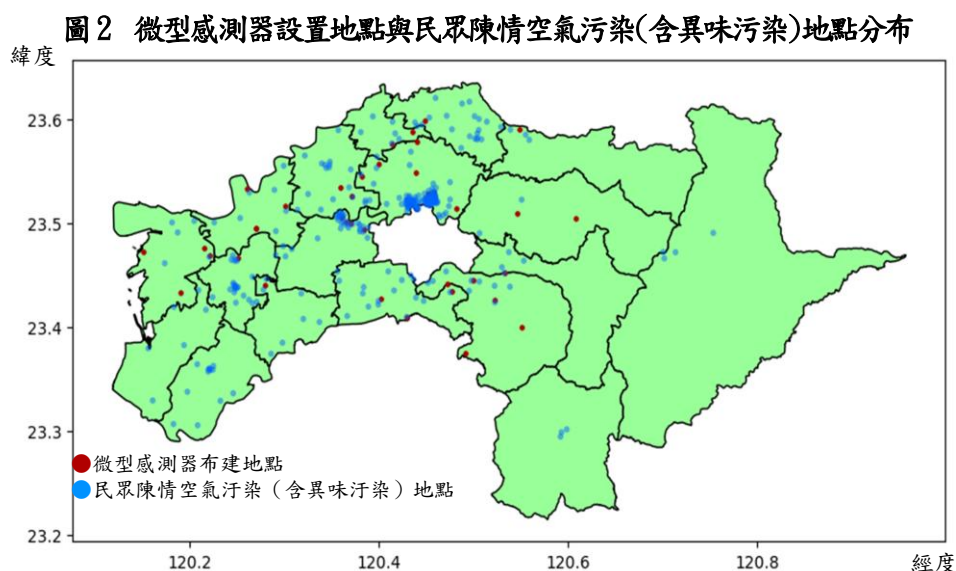 圖2 微型感測器設置地點與民眾陳情空氣污染(含異味污染)地點分布
緯度
23.6
23.5
23.4
23.3
23.2
微型感測器布建地點
民眾陳情空氣汙染（含異味汙染）地點
120.2 120.4 120.6 120.8
經度